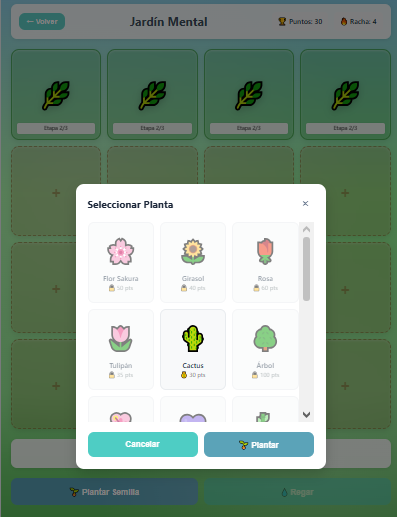 ← Volver
Jardín Mental
Puntos: 30
Racha: 4
Etapa 2/3
Etapa 2/3
Etapa 2/3
Etapa 2/3
Seleccionar Planta
×
Flor Sakura
50 pts
Girasol
40 pts
Rosa
60 pts
Tulipán
35 pts
Cactus
30 pts
Árbol
100 pts
Cancelar
Plantar
Plantar Semilla
Regar